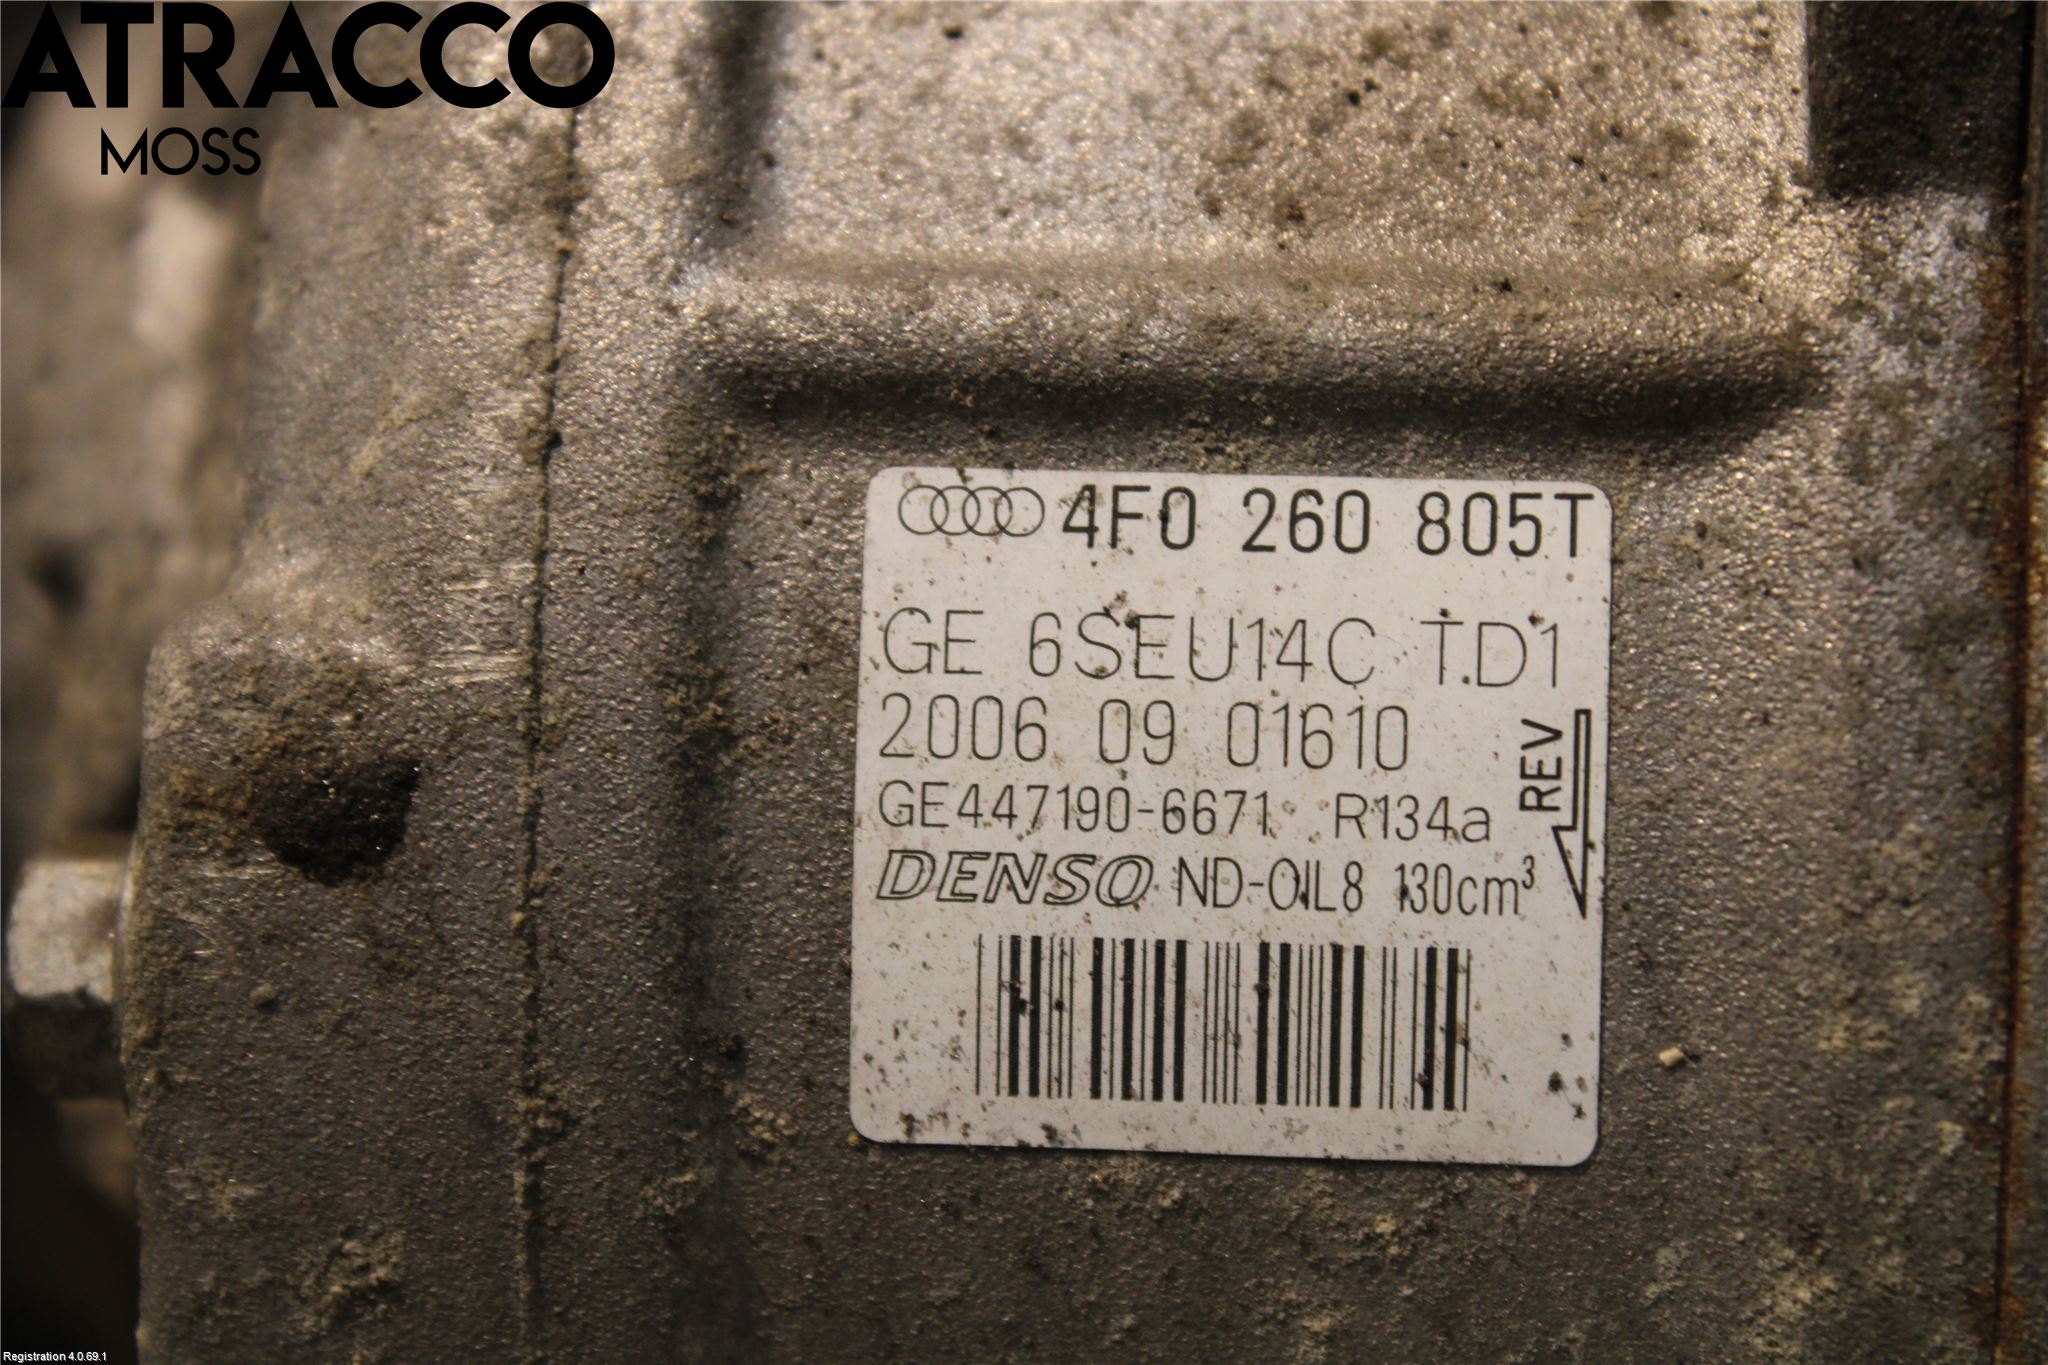 ATRACCO
MOSS
4F0 260 805T
GE 6SEU14C T.D1
2006 09 01610
GE447190-6671 R134a
REV
DENSO ND-OIL8 130cm³
Registration 4.0.69.1